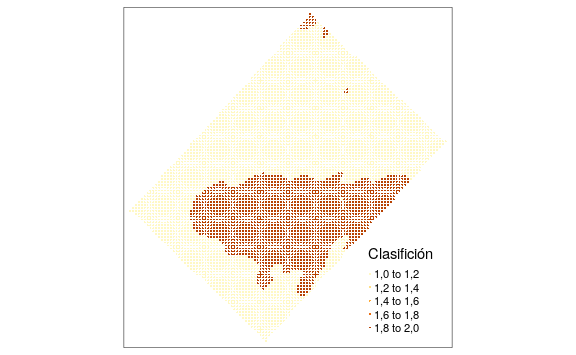 Clasifición
1,0 to 1,2
1,2 to 1,4
1,4 to 1,6
1,6 to 1,8
1,8 to 2,0